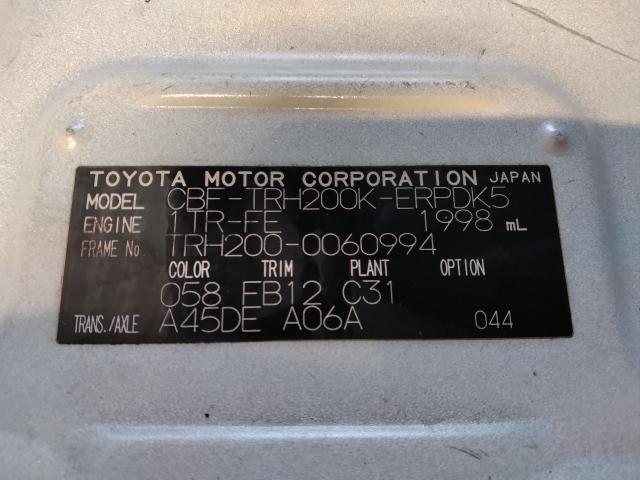 TOYOTA MOTOR CORPORATION JAPAN
MODEL CBF-TRH200K-ERPDK5
ENGINE 1TR-FE 1998 mL
FRAME No. TRH200-0060994
COLOR TRIM PLANT OPTION
058 FB12 C31
TRANS./AXLE A45DE A06A 044